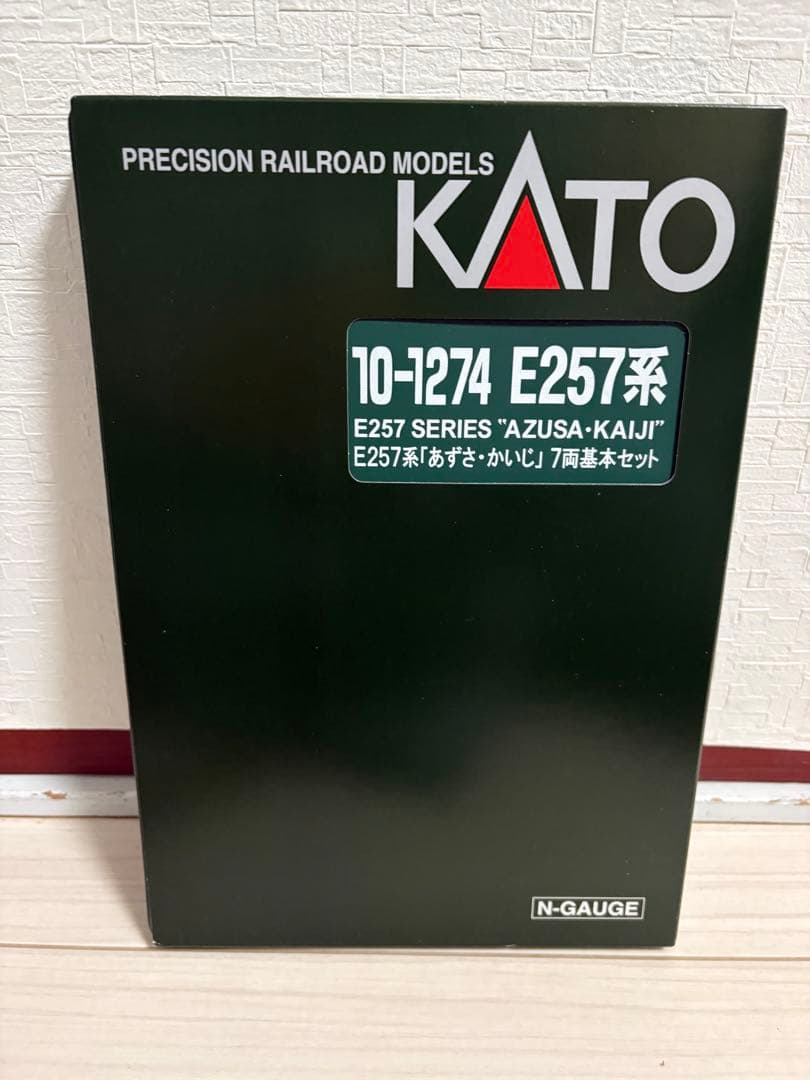 PRECISION RAILROAD MODELS
KATO
10-1274 E257系
E257 SERIES "AZUSA・KAIJI"
E257系「あずさ・かいじ」7両基本セット
N-GAUGE